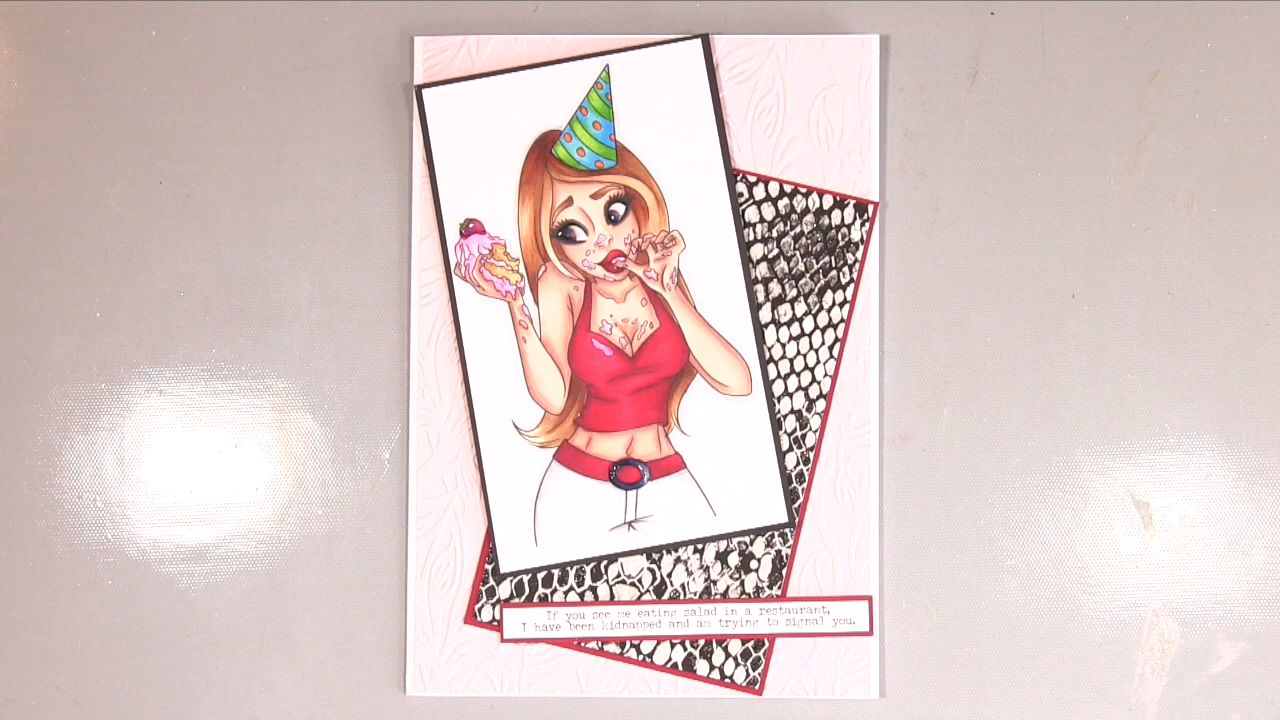 If you see me eating salad in a restaurant,
I have been kidnapped and am trying to signal you.